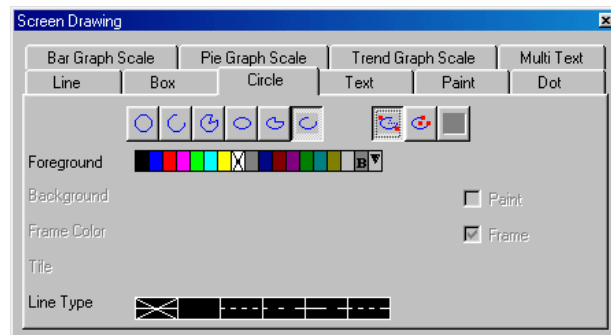 Screen Drawing
Bar Graph Scale Pie Graph Scale Trend Graph Scale Multi Text
Line Box Circle Text Paint Dot
Foreground B
Background Paint
Frame Color Frame
Tile
Line Type